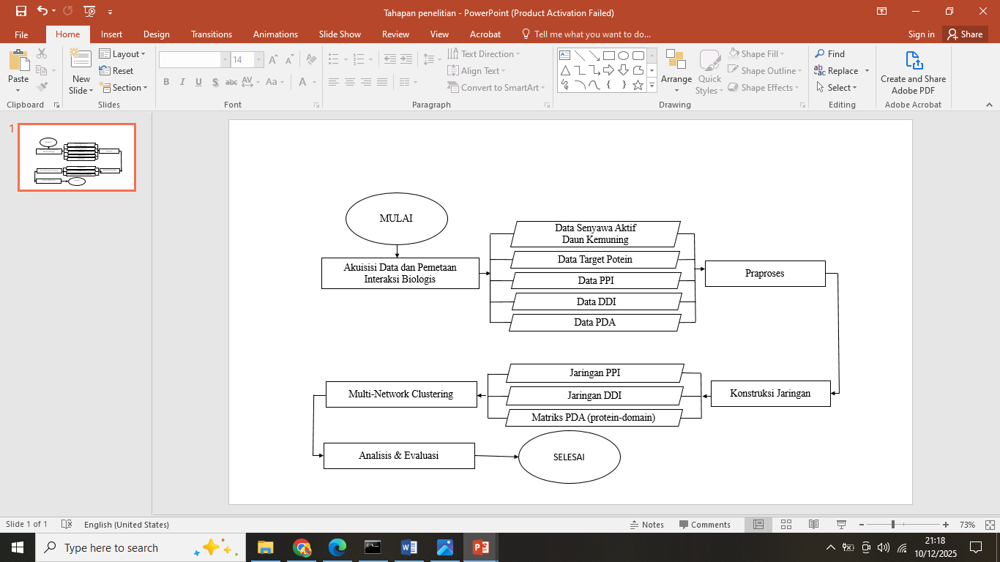 Tahapan penelitian - PowerPoint (Product Activation Failed)
File Home Insert Design Transitions Animations Slide Show Review View Acrobat Tell me what you want to do... Sign in Share
Paste
New Slide
Layout
Reset
Section
14
B I U S abc AV Aa A
Text Direction
Align Text
Convert to SmartArt
Arrange
Quick Styles
Shape Fill
Shape Outline
Shape Effects
Find
Replace
Select
Create and Share Adobe PDF
Clipboard Slides Font Paragraph Drawing Editing Adobe Acrobat
1
MULAI
Akuisisi Data dan Pemetaan
Interaksi Biologis
Data Senyawa Aktif
Daun Kemuning
Data Target Potein
Data PPI
Data DDI
Data PDA
Praproses
Konstruksi Jaringan
Jaringan PPI
Jaringan DDI
Matriks PDA (protein-domain)
Multi-Network Clustering
Analisis & Evaluasi
SELESAI
Slide 1 of 1 English (United States) Notes Comments 73%
Type here to search
21:18
10/12/2025